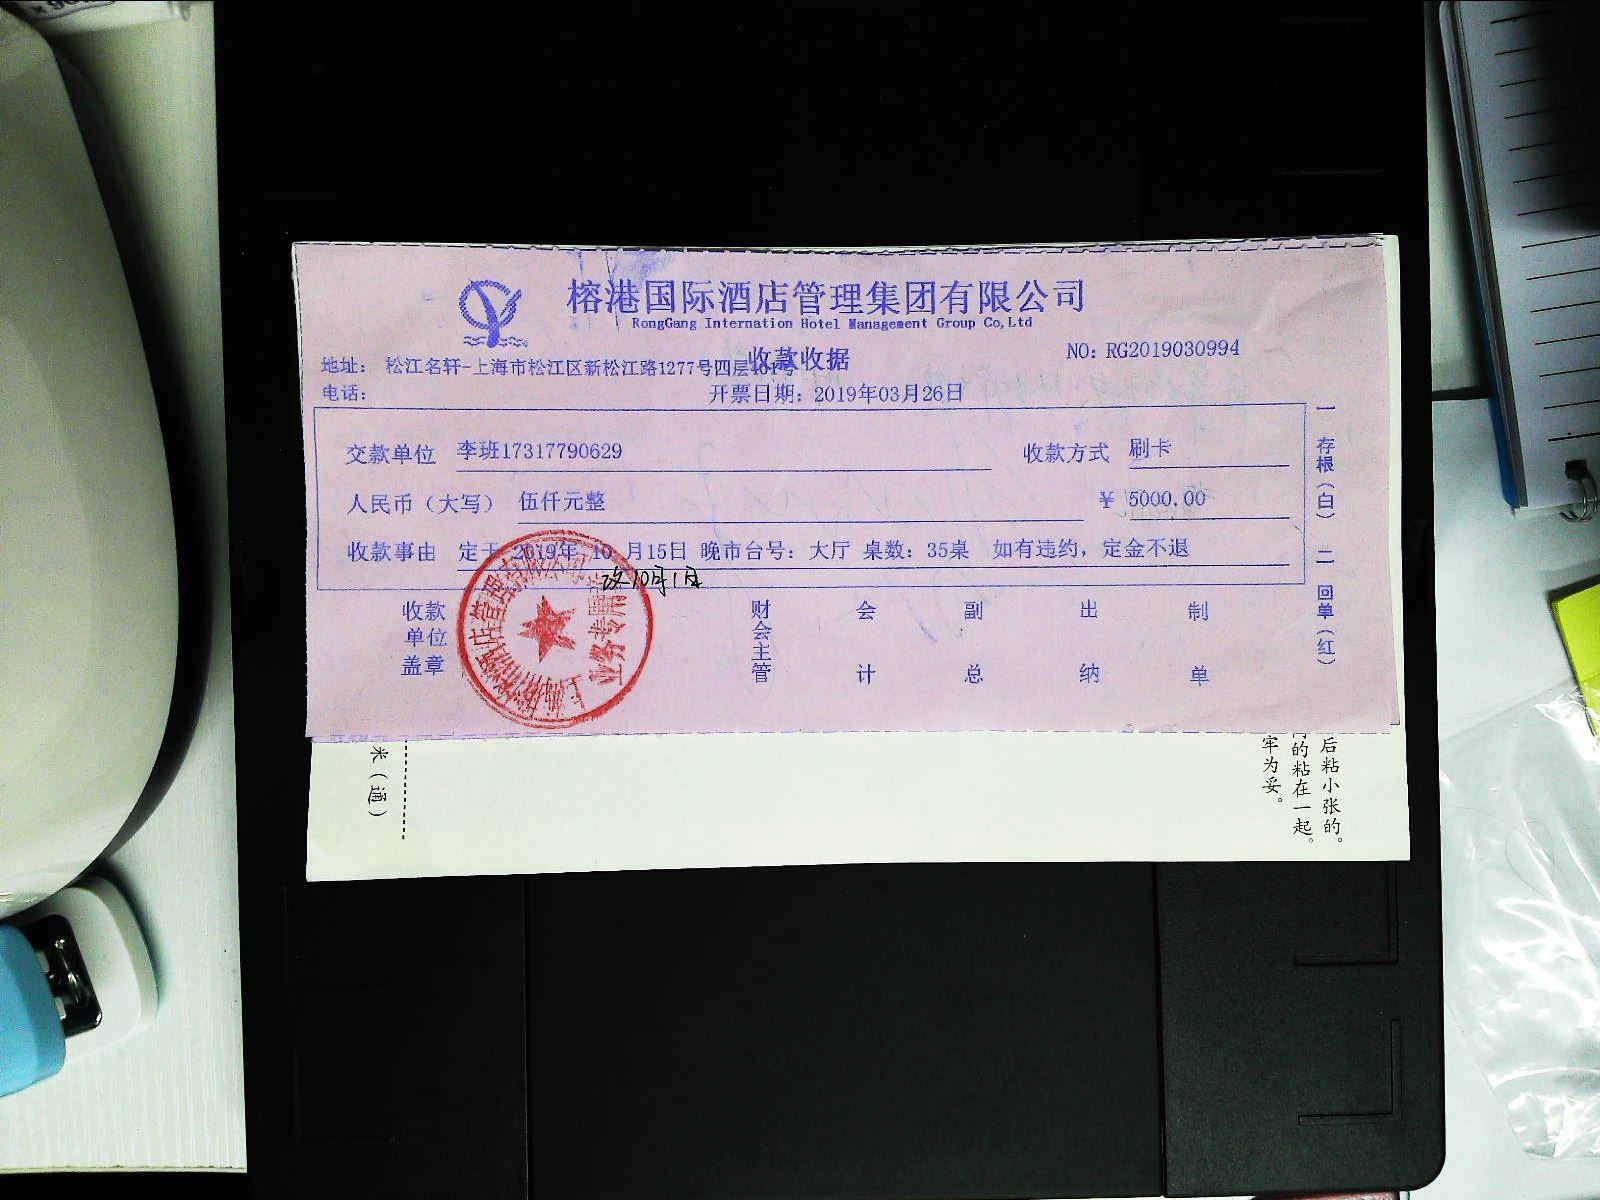 榕港国际酒店管理集团有限公司
RongGang Internation Hotel Management Group Co,Ltd
收款收据
NO: RG2019030994
地址： 松江名轩-上海市松江区新松江路1277号四层401号
电话：
开票日期：2019年03月26日
交款单位 李班17317790629 收款方式 刷卡
人民币（大写） 伍仟元整 ¥ 5000.00
收款事由 定于 2019年 10 月15日 晚市台号：大厅 桌数：35桌 如有违约，定金不退
改10月1日
收款单位盖章 财会主管 会计 副总 出纳 制单
一存根（白） 二回单（红）
业务专用章
米（通）
后粘小张的。
的粘在一起。
牢为妥。